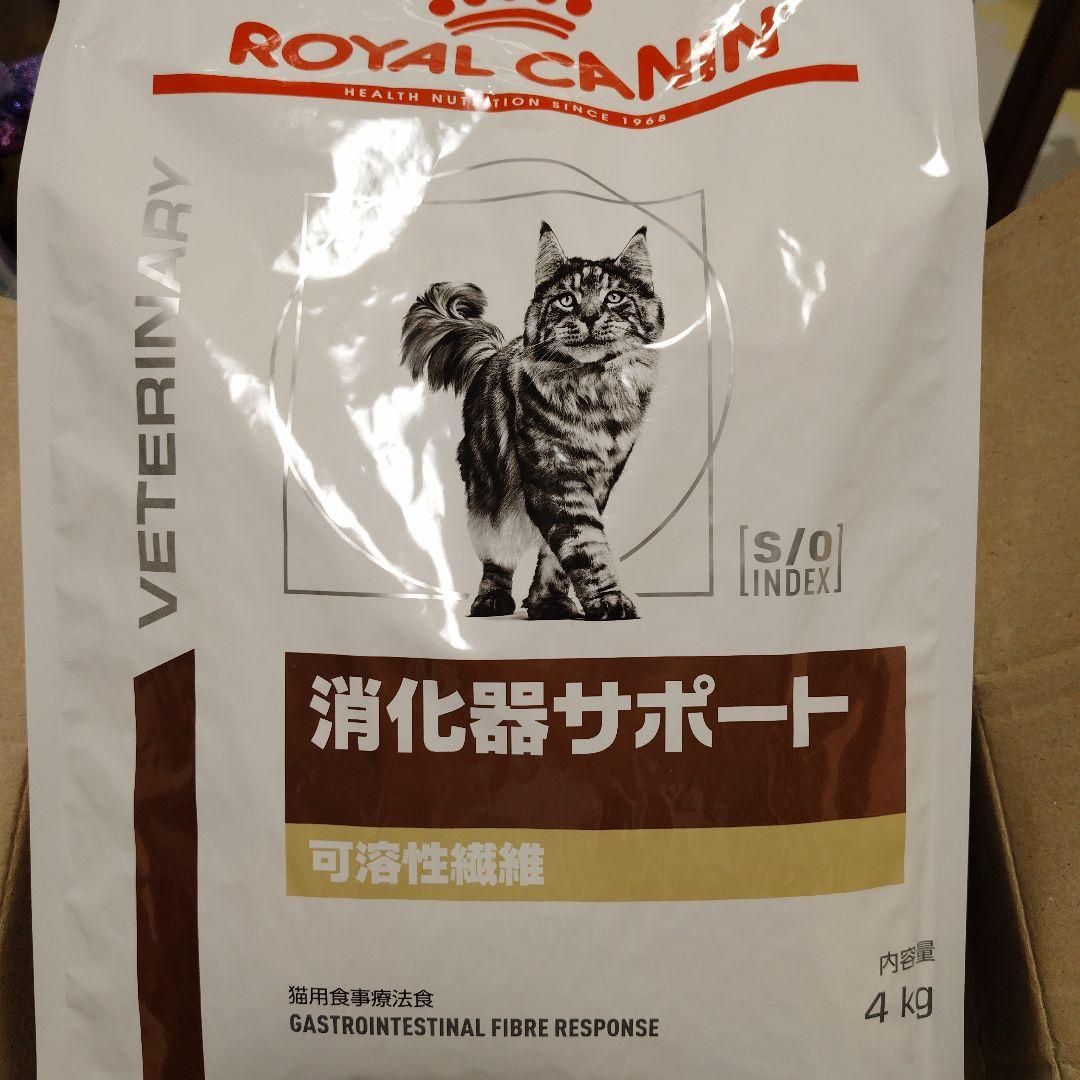 ROYAL CANIN
HEALTH NUTRITION SINCE 1968
VETERINARY
S/O
INDEX
消化器サポート
可溶性繊維
内容量
4 kg
猫用食事療法食
GASTROINTESTINAL FIBRE RESPONSE